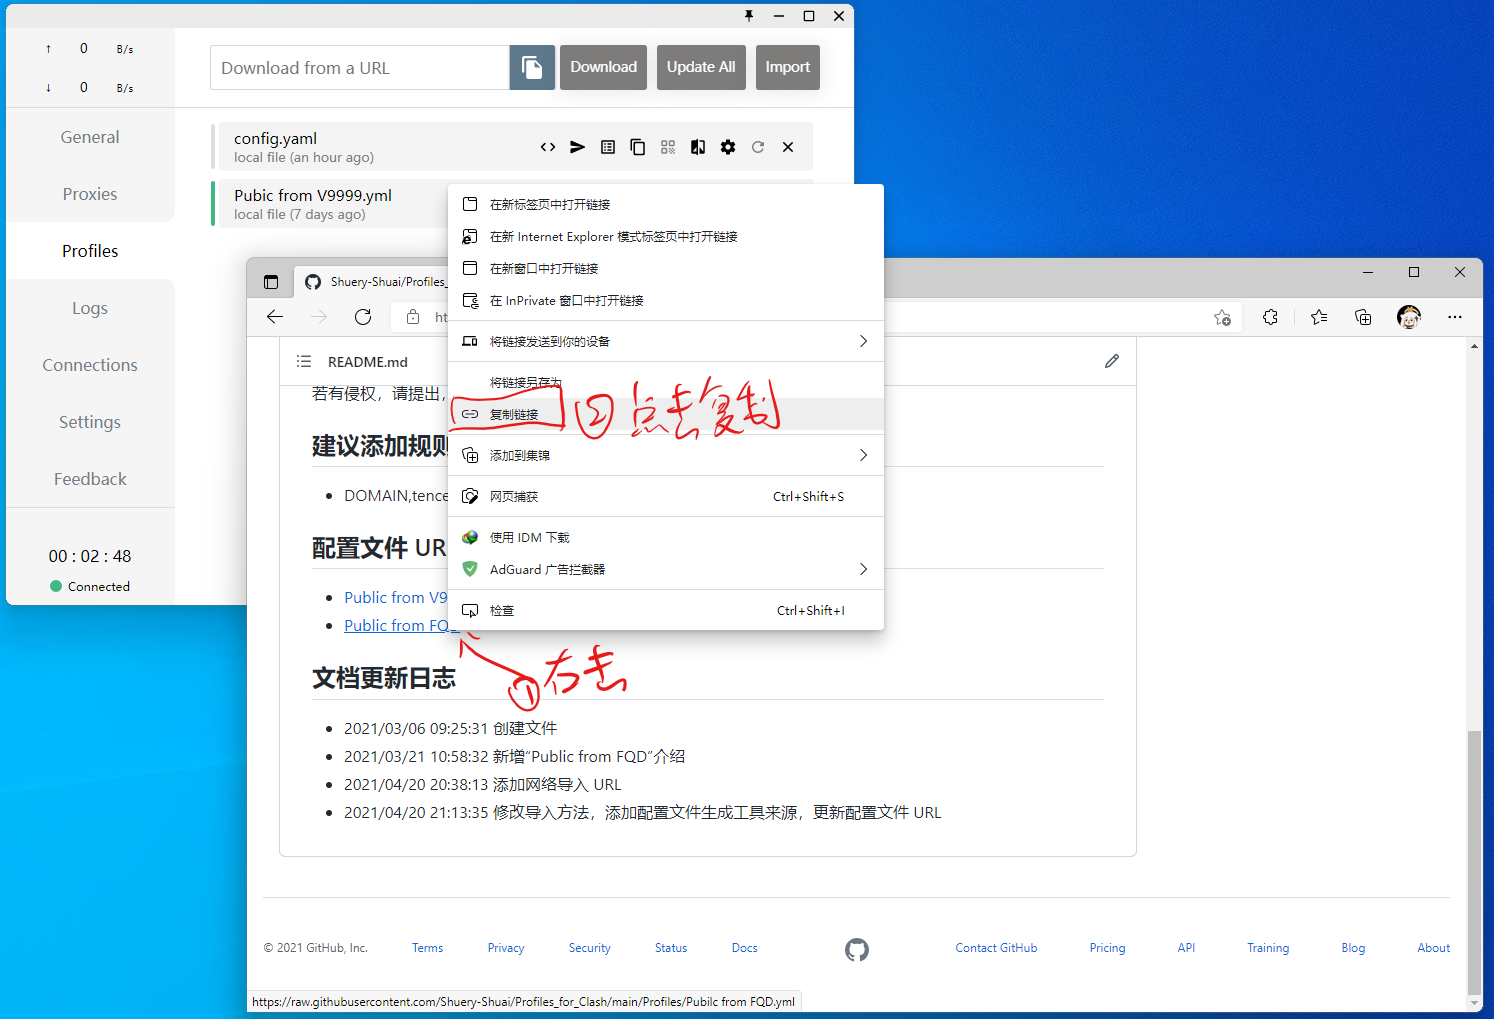 ↑ 0 B/s
↓ 0 B/s
General
Proxies
Profiles
Logs
Connections
Settings
Feedback
00 : 02 : 48
Connected
Download from a URL
Download
Update All
Import
config.yaml
local file (an hour ago)
Pubic from V9999.yml
local file (7 days ago)
在新标签页中打开链接
在新 Internet Explorer 模式标签页中打开链接
在新窗口中打开链接
在 InPrivate 窗口中打开链接
将链接发送到你的设备
将链接另存为
复制链接
②点击复制
添加到集锦
网页捕获 Ctrl+Shift+S
使用 IDM 下载
AdGuard 广告拦截器
检查 Ctrl+Shift+I
Shuery-Shuai/Profiles_
ht
README.md
若有侵权，请提出，
建议添加规则
DOMAIN,tence
配置文件 UR
Public from V9
Public from FQ
①右击
文档更新日志
2021/03/06 09:25:31 创建文件
2021/03/21 10:58:32 新增“Public from FQD”介绍
2021/04/20 20:38:13 添加网络导入 URL
2021/04/20 21:13:35 修改导入方法，添加配置文件生成工具来源，更新配置文件 URL
© 2021 GitHub, Inc. Terms Privacy Security Status Docs Contact GitHub Pricing API Training Blog About
https://raw.githubusercontent.com/Shuery-Shuai/Profiles_for_Clash/main/Profiles/Pubilc from FQD.yml